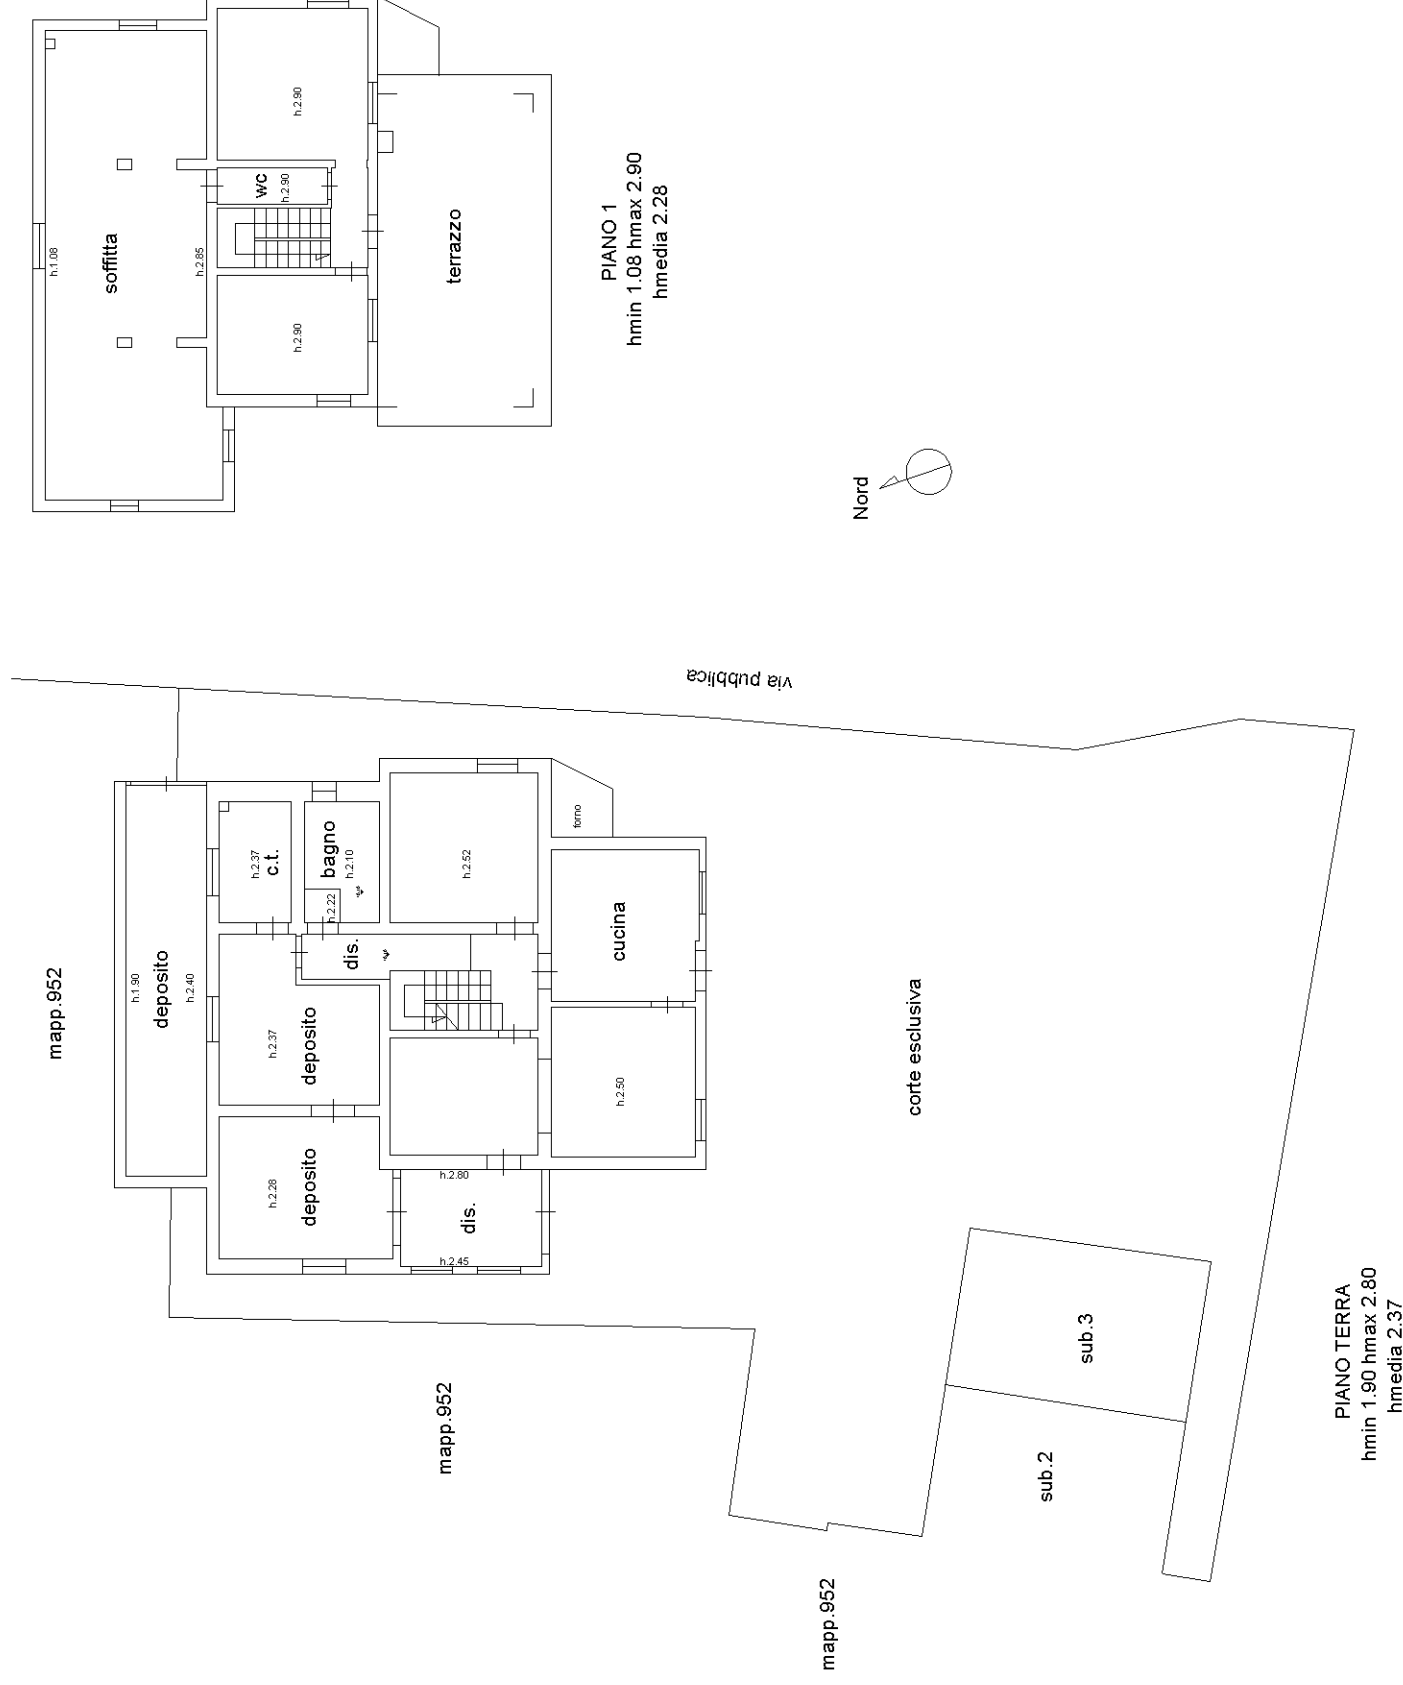 h.2.90
wc
h.2.90
h.1.08
soffitta
h.2.85
terrazzo
h.2.90
PIANO 1
hmin 1.08 hmax 2.90
hmedia 2.28
Nord
via pubblica
mapp.952
h.1.90
deposito
h.2.40
h.2.37
c.t.
bagno
h.2.10
h.2.22
h.2.52
forno
dis.
cucina
h.2.37
deposito
h.2.50
h.2.28
deposito
h.2.80
dis.
h.2.45
corte esclusiva
mapp.952
sub.3
sub.2
mapp.952
PIANO TERRA
hmin 1.90 hmax 2.80
hmedia 2.37